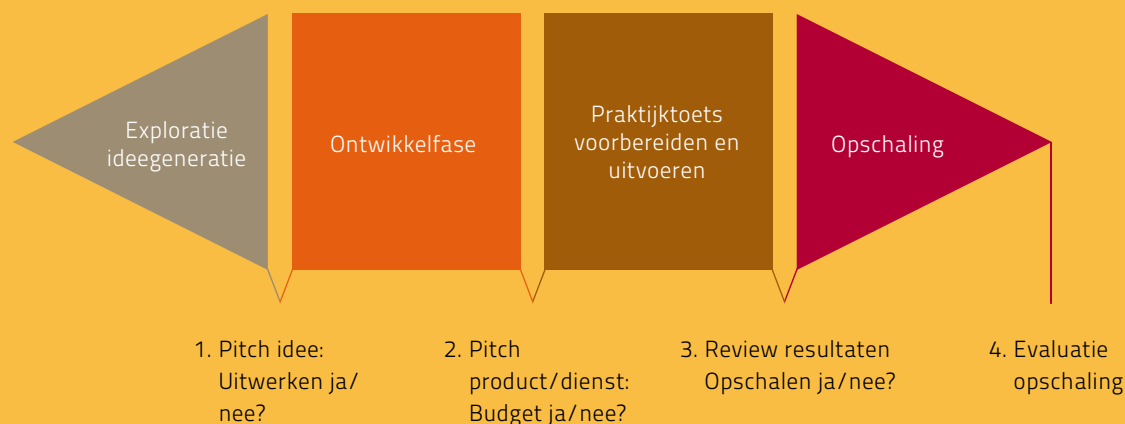 Exploratie
ideegeneratie
Ontwikkelfase
Praktijktoets
voorbereiden en
uitvoeren
Opschaling
1. Pitch idee:
Uitwerken ja/
nee?
2. Pitch
product/dienst:
Budget ja/nee?
3. Review resultaten
Opschalen ja/nee?
4. Evaluatie
opschaling